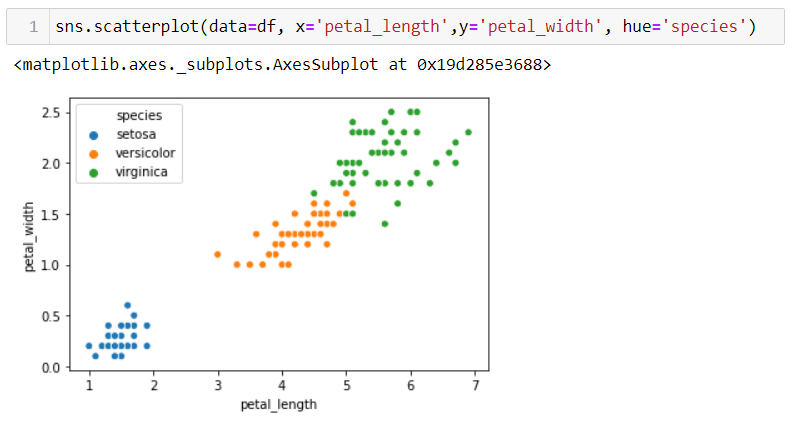 1 sns.scatterplot(data=df, x='petal_length',y='petal_width', hue='species')
<matplotlib.axes._subplots.AxesSubplot at 0x19d285e3688>
species
setosa
versicolor
virginica
2.5
2.0
1.5
1.0
0.5
0.0
petal_width
1 2 3 4 5 6 7
petal_length